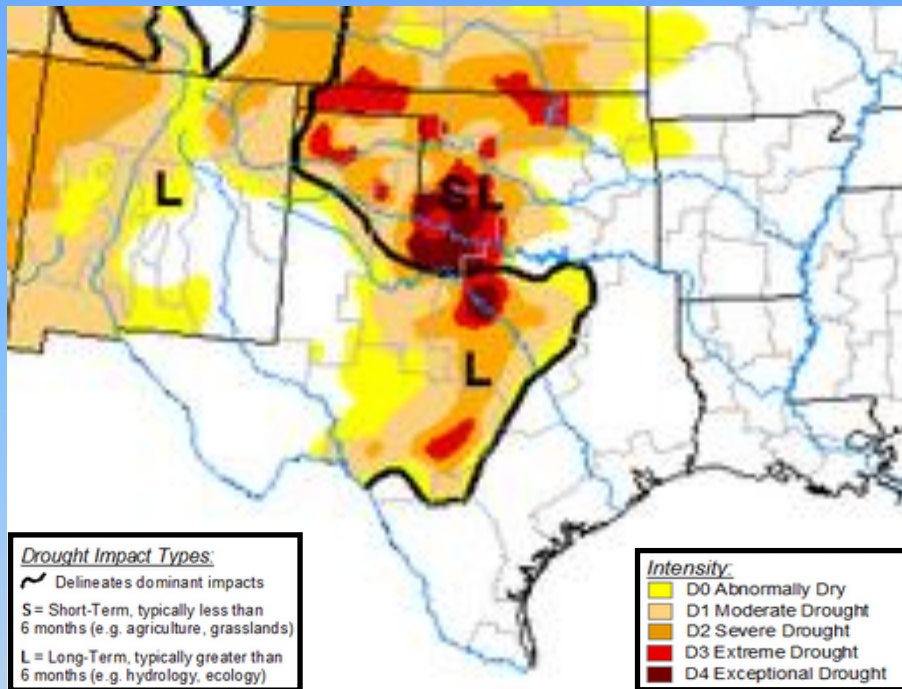 L
SL
L
Drought Impact Types:
Delineates dominant impacts
S = Short-Term, typically less than
6 months (e.g. agriculture, grasslands)
L = Long-Term, typically greater than
6 months (e.g. hydrology, ecology)
Intensity:
D0 Abnormally Dry
D1 Moderate Drought
D2 Severe Drought
D3 Extreme Drought
D4 Exceptional Drought